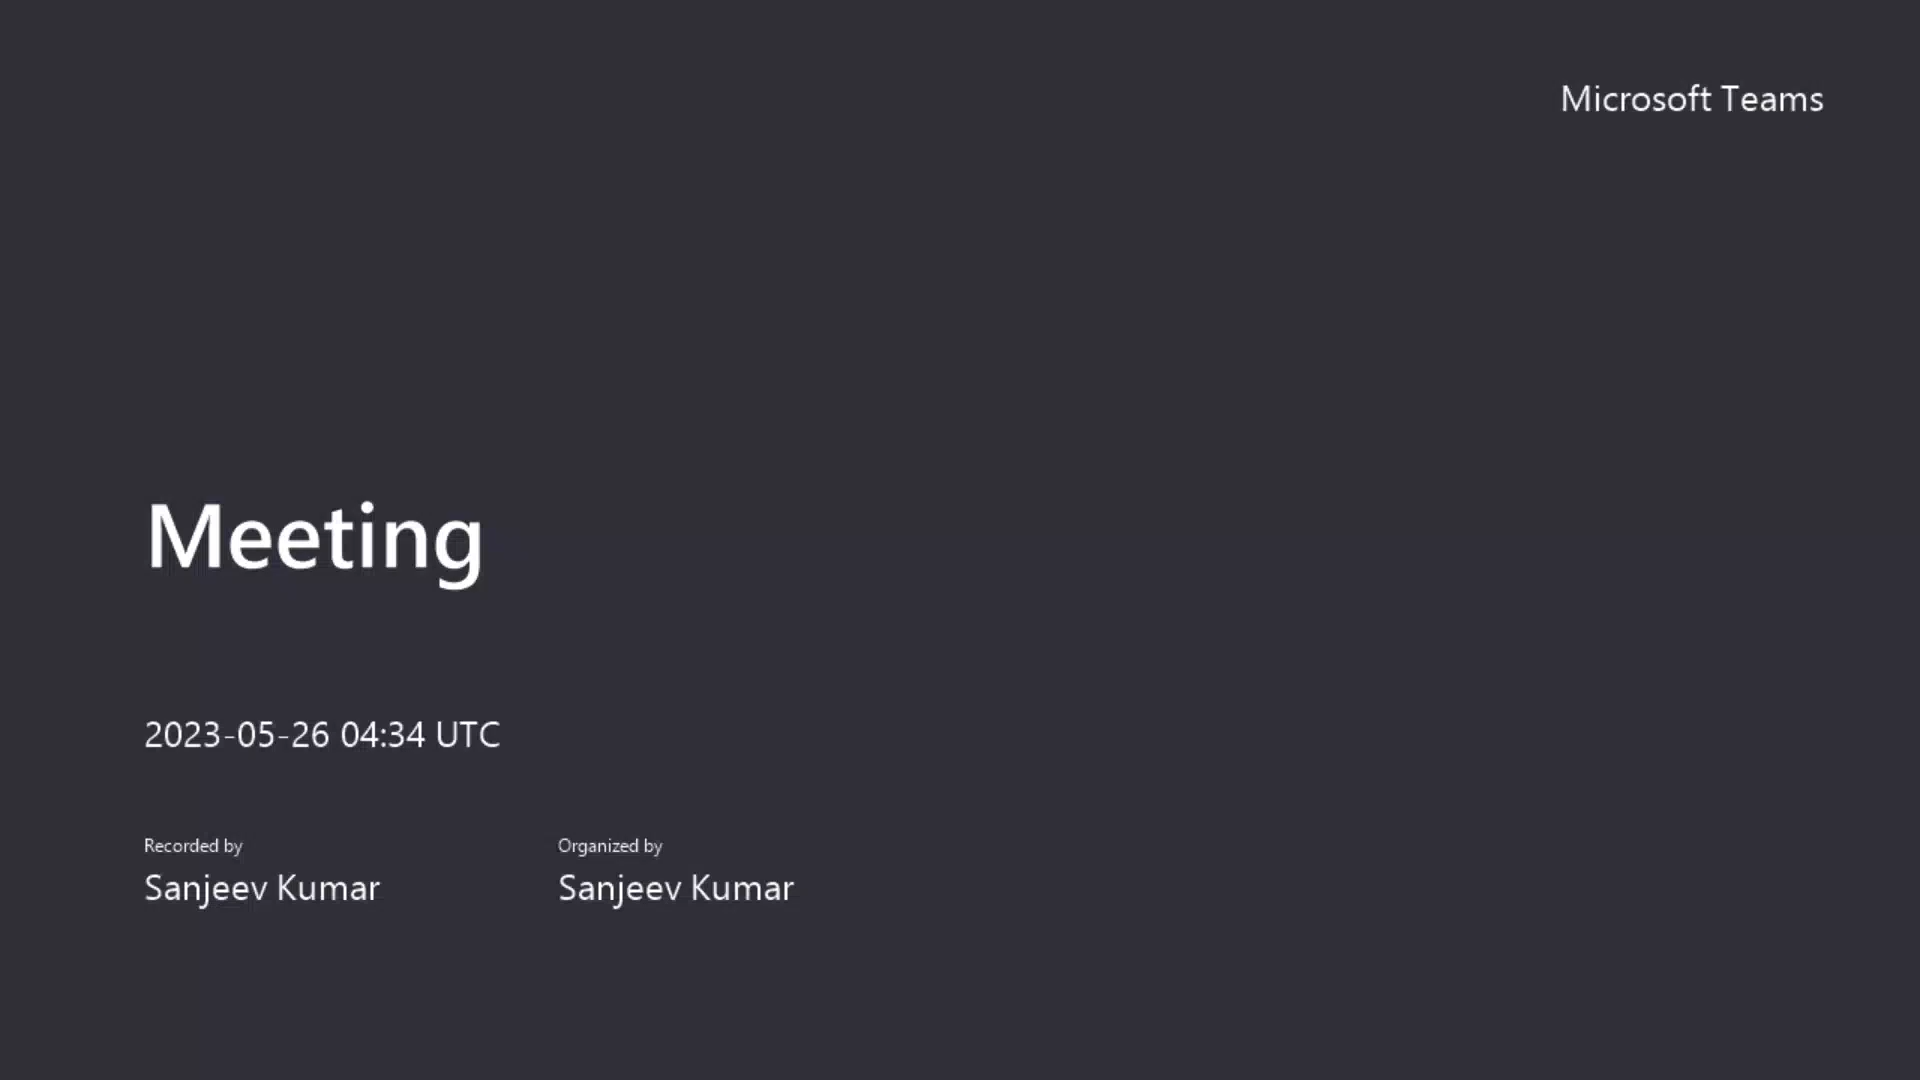 Microsoft Teams
Meeting
2023-05-26 04:34 UTC
Recorded by
Sanjeev Kumar
Organized by
Sanjeev Kumar